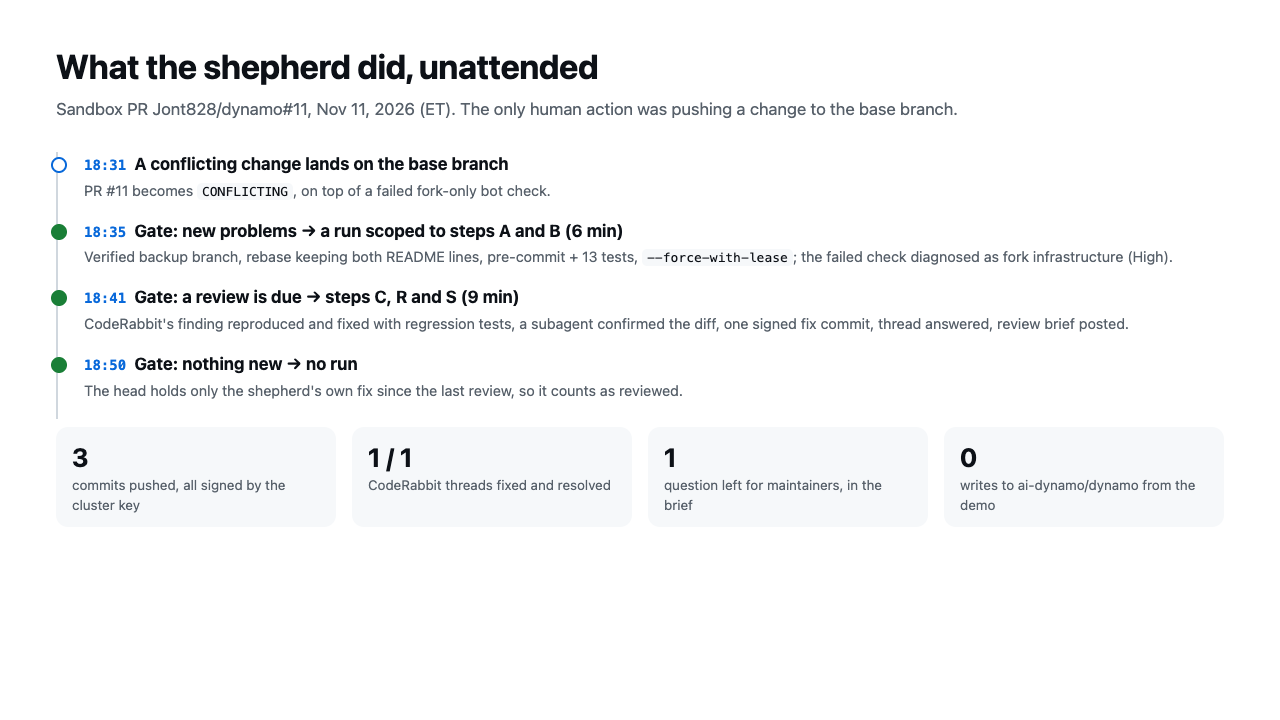 What the shepherd did, unattended
Sandbox PR Jont828/dynamo#11, Nov 11, 2026 (ET). The only human action was pushing a change to the base branch.
18:31 A conflicting change lands on the base branch
PR #11 becomes CONFLICTING , on top of a failed fork-only bot check.
18:35 Gate: new problems → a run scoped to steps A and B (6 min)
Verified backup branch, rebase keeping both README lines, pre-commit + 13 tests, --force-with-lease ; the failed check diagnosed as fork infrastructure (High).
18:41 Gate: a review is due → steps C, R and S (9 min)
CodeRabbit's finding reproduced and fixed with regression tests, a subagent confirmed the diff, one signed fix commit, thread answered, review brief posted.
18:50 Gate: nothing new → no run
The head holds only the shepherd's own fix since the last review, so it counts as reviewed.
3
commits pushed, all signed by the
cluster key
1 / 1
CodeRabbit threads fixed and resolved
1
question left for maintainers, in the
brief
0
writes to ai-dynamo/dynamo from the
demo